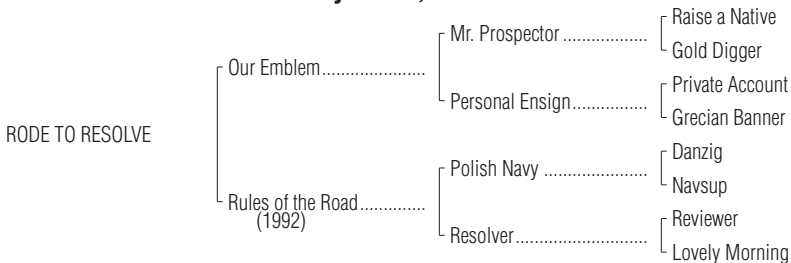 Raise a Native
Mr. Prospector ..................
Gold Digger
Our Emblem......................
Private Account
Personal Ensign................
Grecian Banner
RODE TO RESOLVE
Danzig
Polish Navy ......................
Navsup
Rules of the Road..............
(1992)
Reviewer
Resolver............................
Lovely Morning